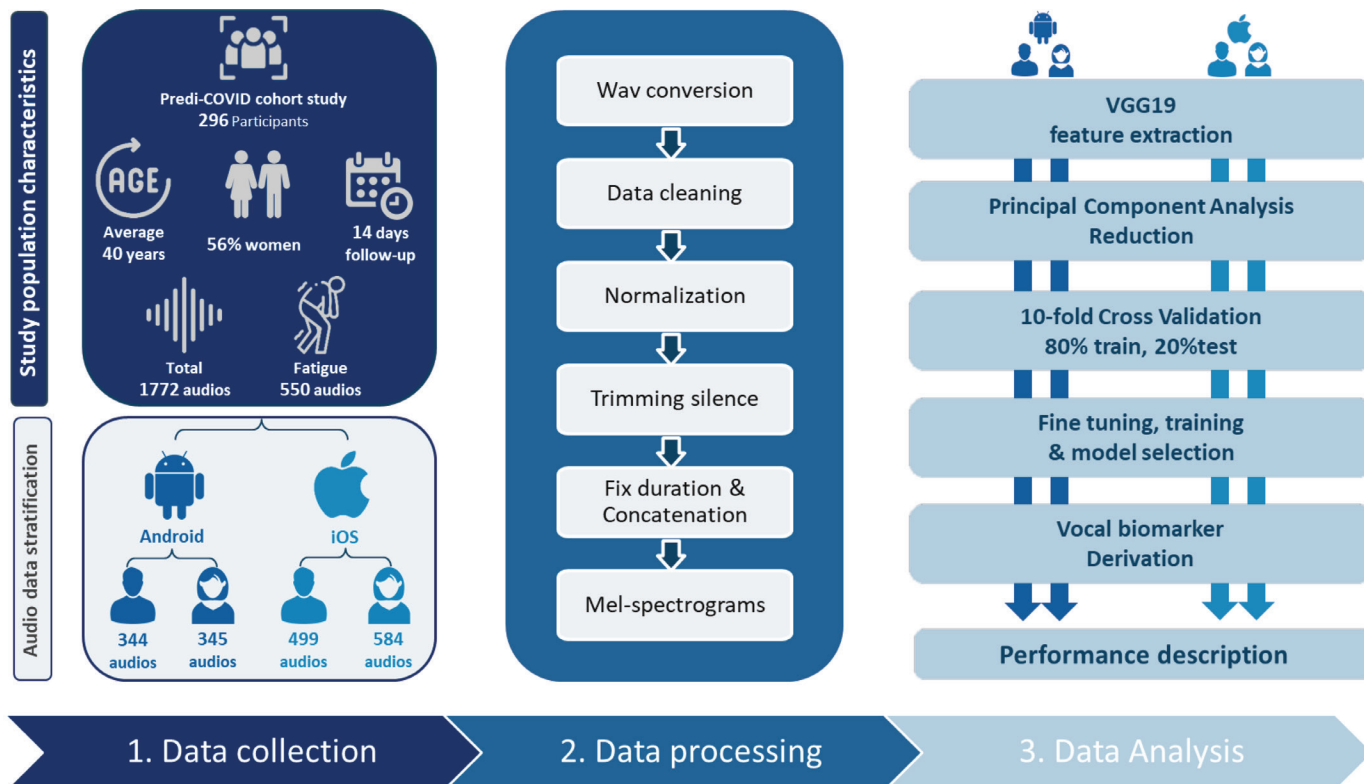 Study population characteristics
Predi-COVID cohort study
296 Participants
AGE
Average
40 years
56% women
14 days
follow-up
Total
1772 audios
Fatigue
550 audios
Audio data stratification
Android
iOS
344
audios
345
audios
499
audios
584
audios
Wav conversion
Data cleaning
Normalization
Trimming silence
Fix duration &
Concatenation
Mel-spectrograms
VGG19
feature extraction
Principal Component Analysis
Reduction
10-fold Cross Validation
80% train, 20%test
Fine tuning, training
& model selection
Vocal biomarker
Derivation
Performance description
1. Data collection
2. Data processing
3. Data Analysis